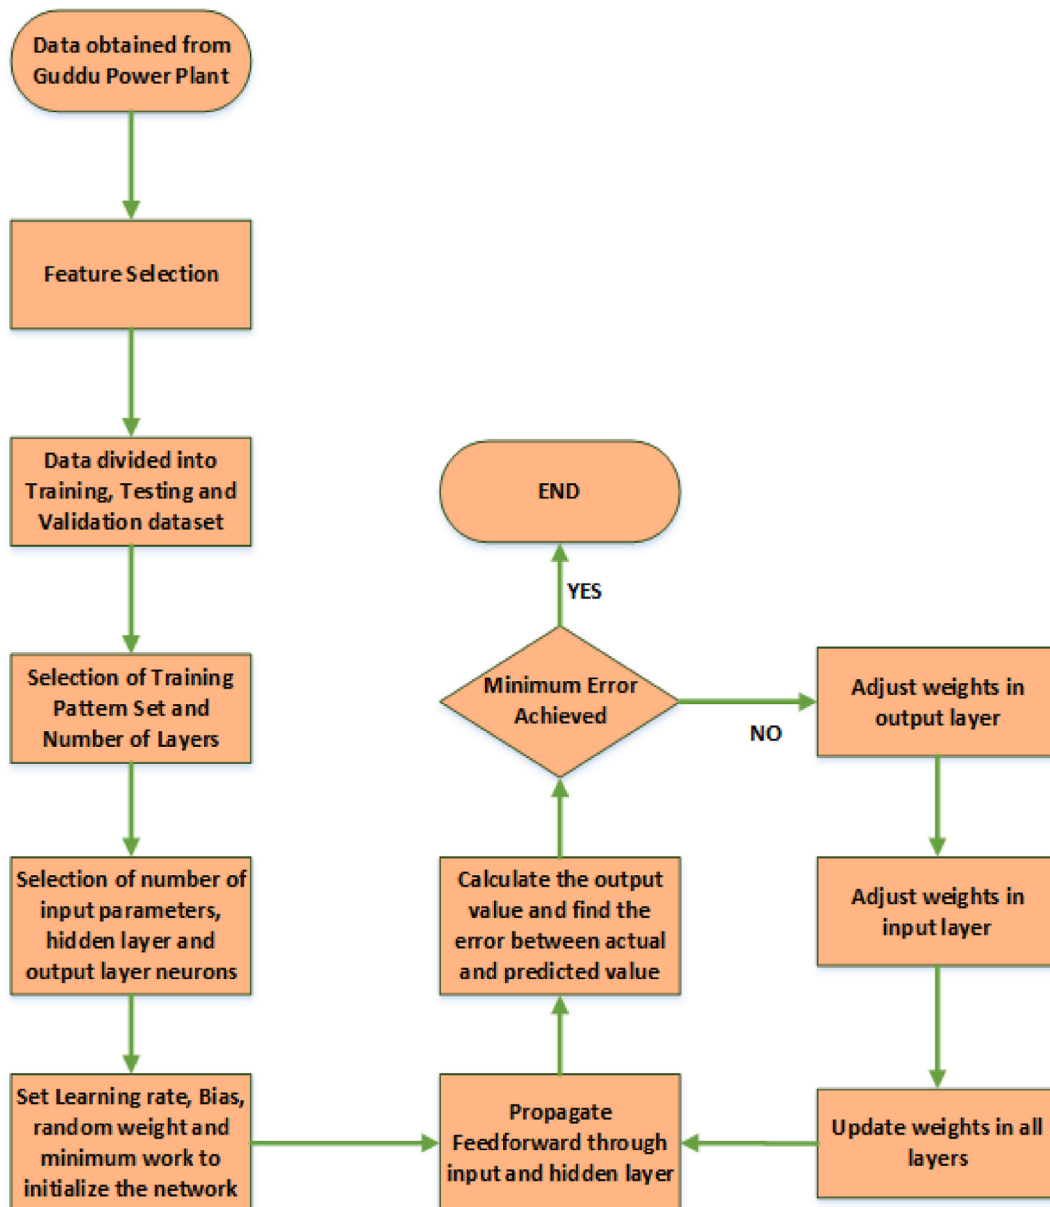 Data obtained from
Guddu Power Plant
Feature Selection
Data divided into
Training, Testing and
Validation dataset
Selection of Training
Pattern Set and
Number of Layers
Selection of number of
input parameters,
hidden layer and
output layer neurons
Set Learning rate, Bias,
random weight and
minimum work to
initialize the network
Propagate
Feedforward through
input and hidden layer
Calculate the output
value and find the
error between actual
and predicted value
Minimum Error
Achieved
YES
END
NO
Adjust weights in
output layer
Adjust weights in
input layer
Update weights in all
layers